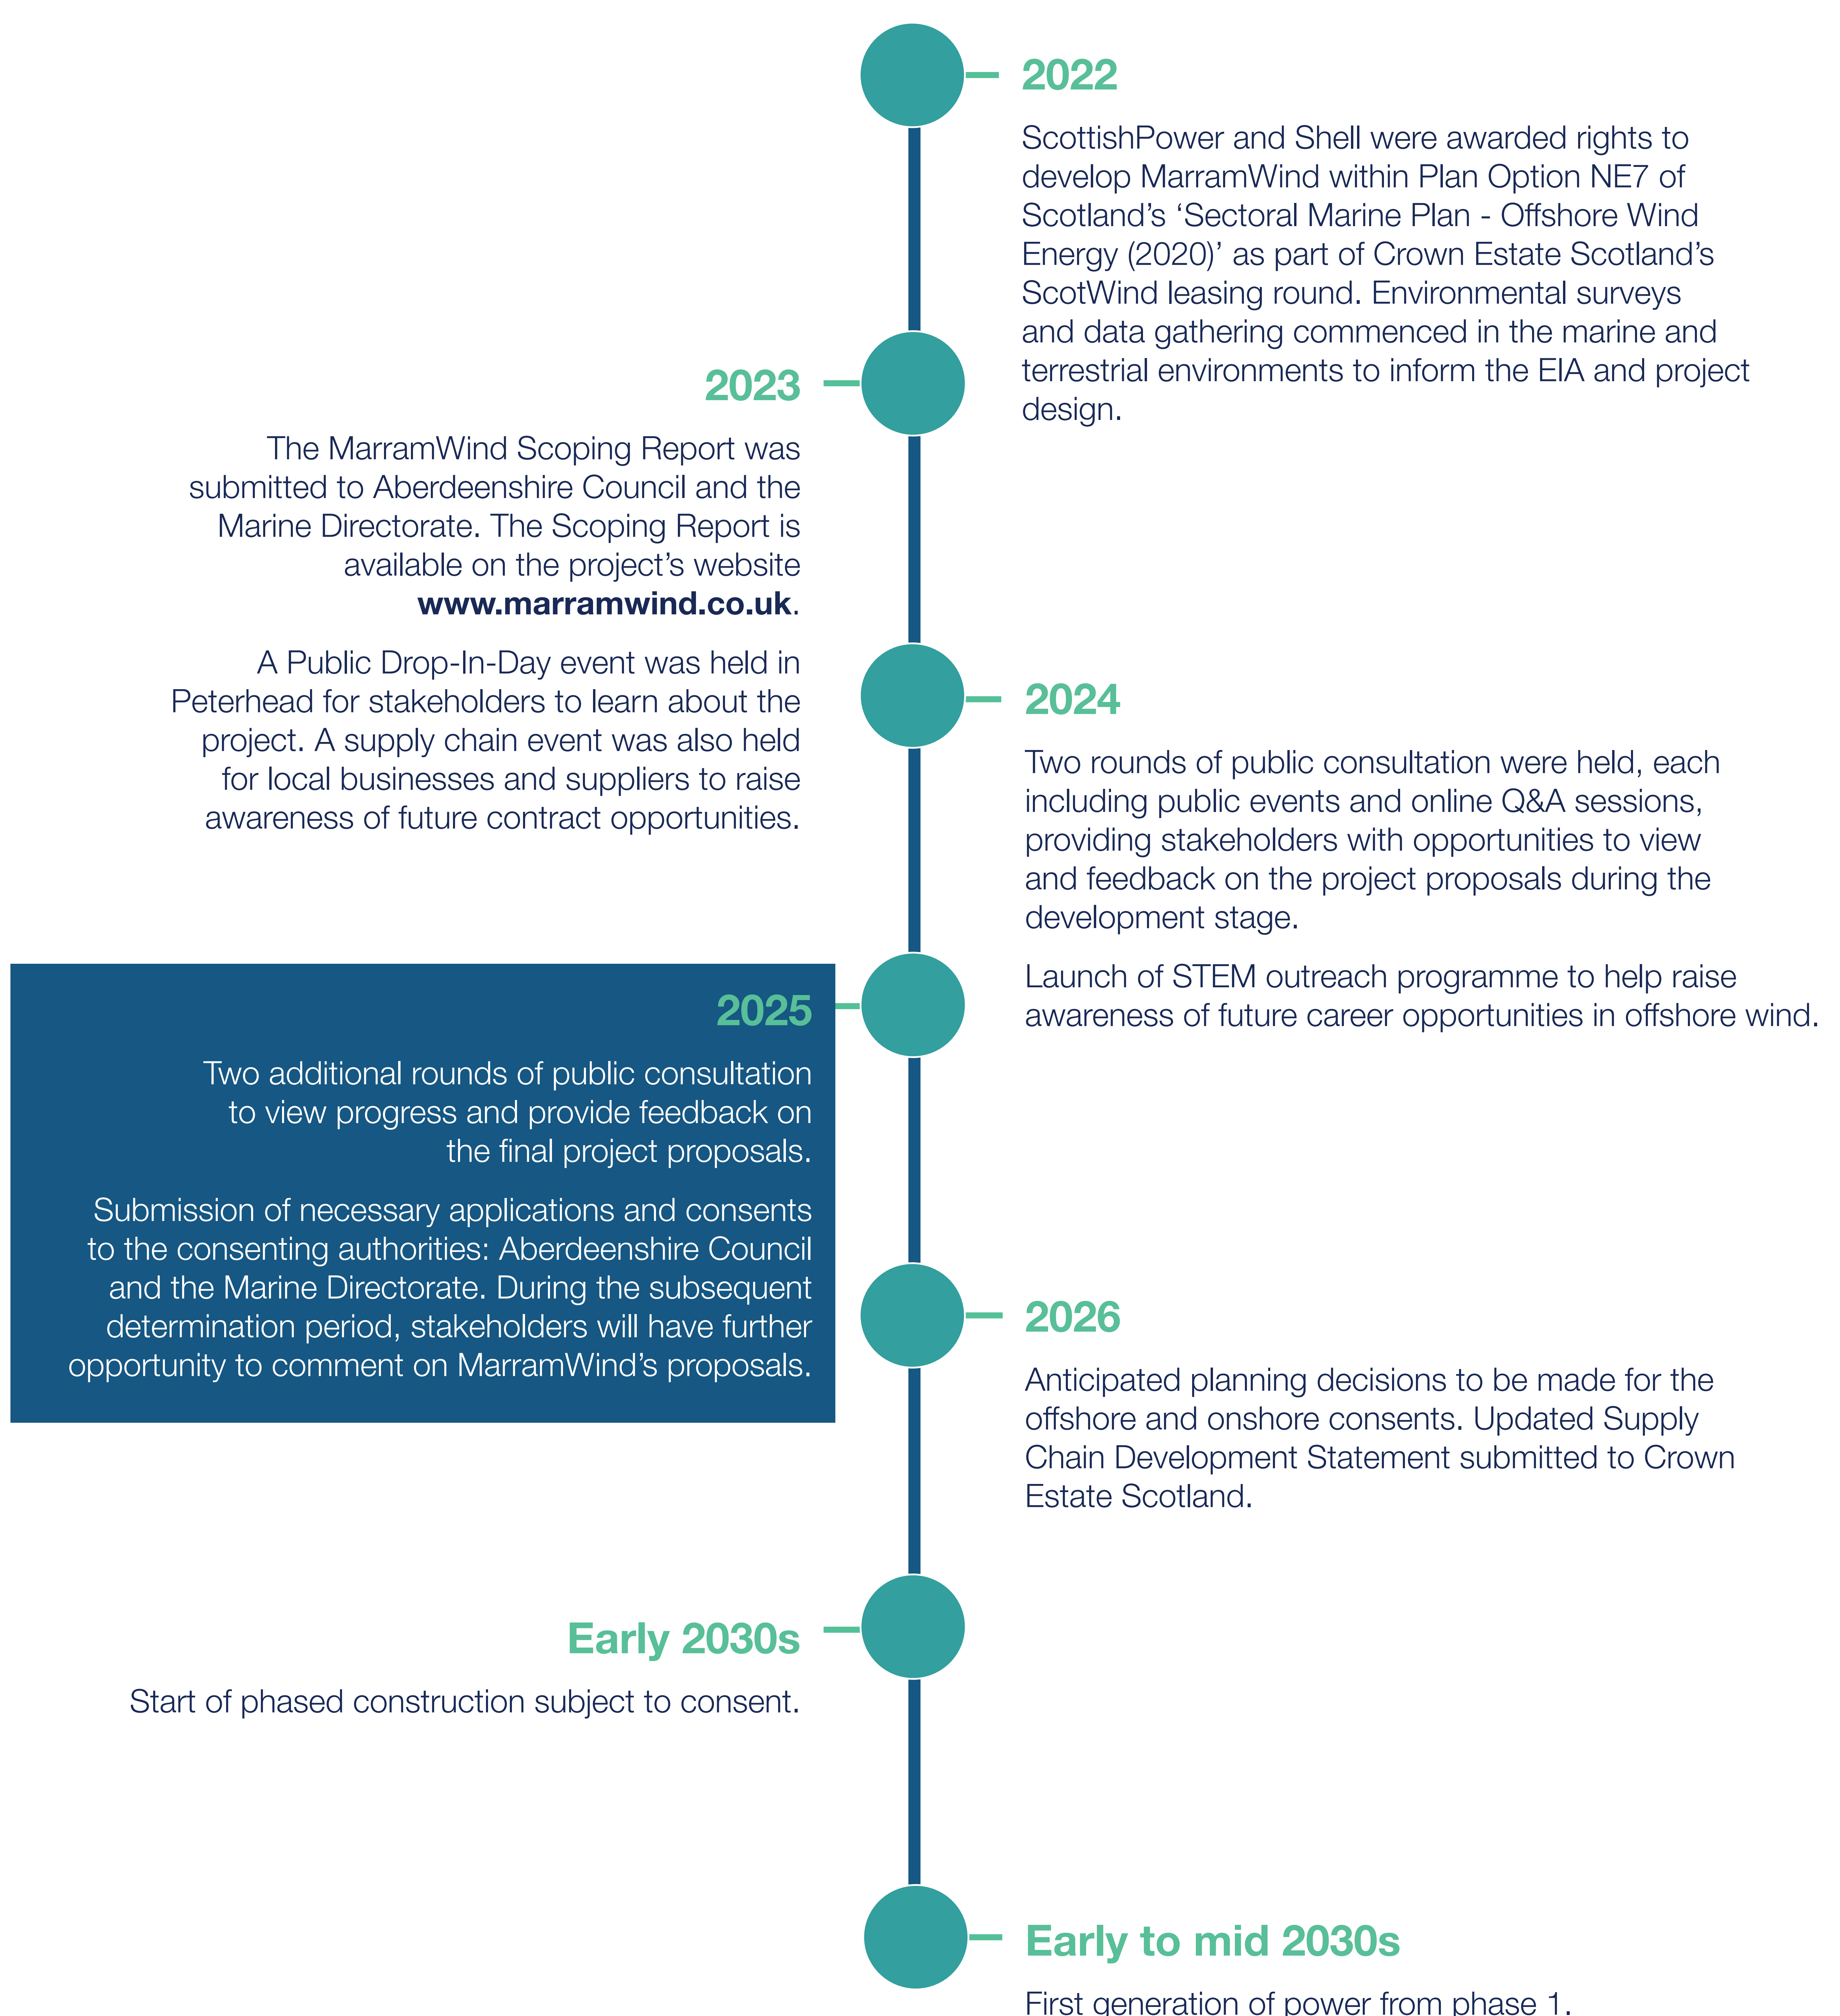 2022
ScottishPower and Shell were awarded rights to
develop MarramWind within Plan Option NE7 of
Scotland’s ‘Sectoral Marine Plan - Offshore Wind
Energy (2020)’ as part of Crown Estate Scotland’s
ScotWind leasing round. Environmental surveys
and data gathering commenced in the marine and
terrestrial environments to inform the EIA and project
design.
2023
The MarramWind Scoping Report was
submitted to Aberdeenshire Council and the
Marine Directorate. The Scoping Report is
available on the project’s website
www.marramwind.co.uk.
A Public Drop-In-Day event was held in
Peterhead for stakeholders to learn about the
project. A supply chain event was also held
for local businesses and suppliers to raise
awareness of future contract opportunities.
2024
Two rounds of public consultation were held, each
including public events and online Q&A sessions,
providing stakeholders with opportunities to view
and feedback on the project proposals during the
development stage.
Launch of STEM outreach programme to help raise
awareness of future career opportunities in offshore wind.
2025
Two additional rounds of public consultation
to view progress and provide feedback on
the final project proposals.
Submission of necessary applications and consents
to the consenting authorities: Aberdeenshire Council
and the Marine Directorate. During the subsequent
determination period, stakeholders will have further
opportunity to comment on MarramWind’s proposals.
2026
Anticipated planning decisions to be made for the
offshore and onshore consents. Updated Supply
Chain Development Statement submitted to Crown
Estate Scotland.
Early 2030s
Start of phased construction subject to consent.
Early to mid 2030s
First generation of power from phase 1.